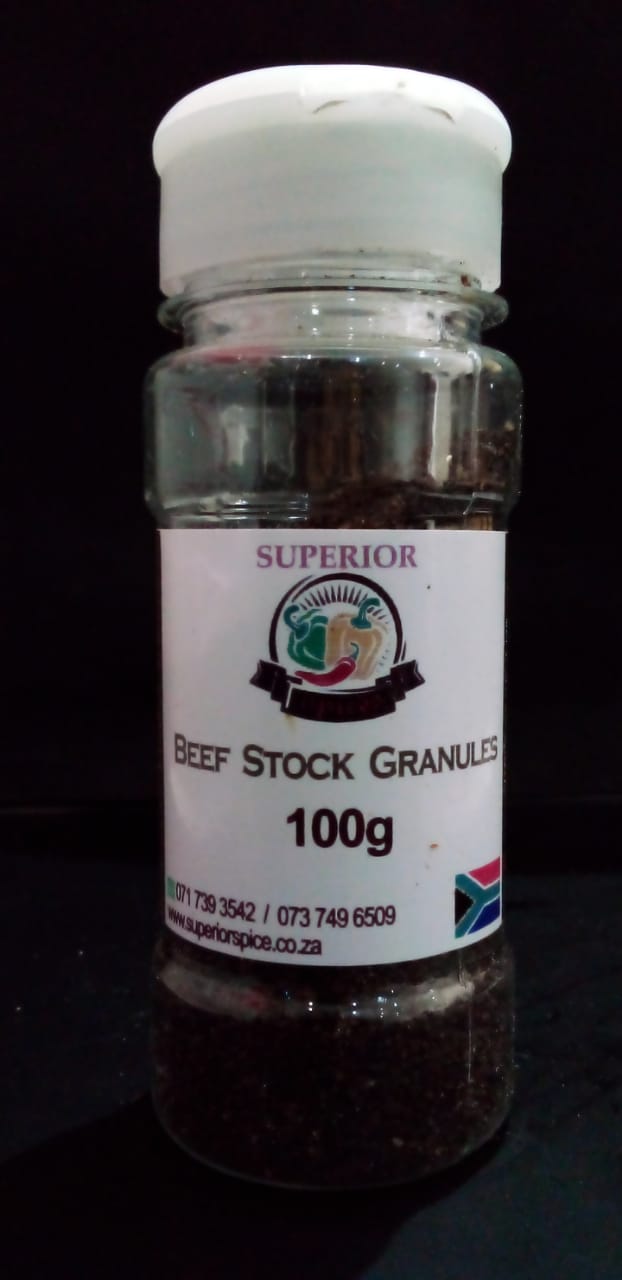 SUPERIOR
BEEF STOCK GRANULES
100g
071 739 3542 / 073 749 6509
www.superiorspice.co.za